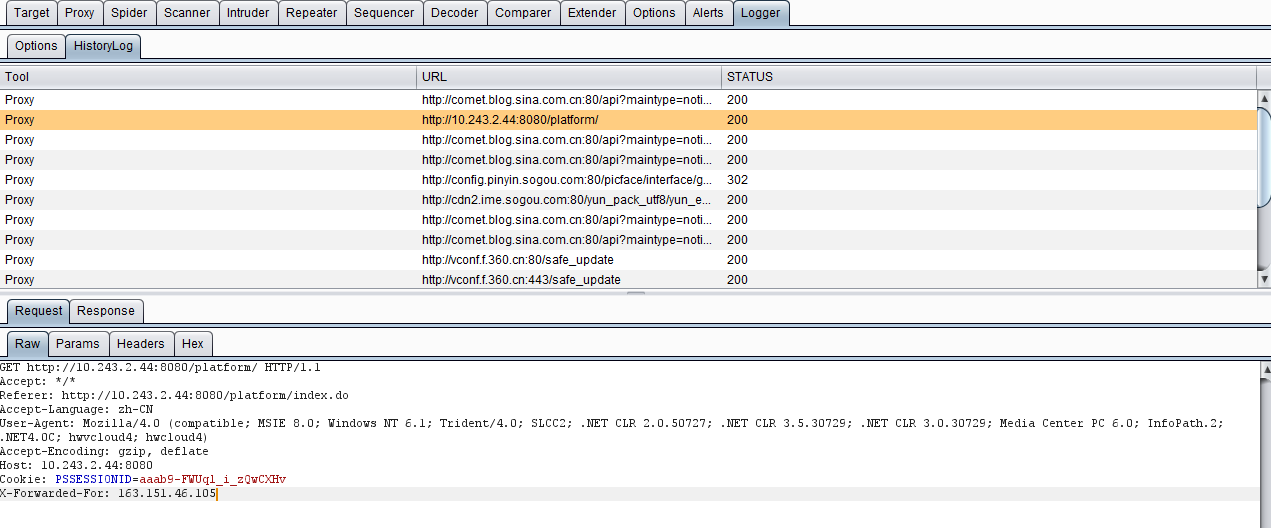 Target Proxy Spider Scanner Intruder Repeater Sequencer Decoder Comparer Extender Options Alerts Logger
Options HistoryLog
Tool URL STATUS
Proxy http://comet.blog.sina.com.cn:80/api?maintype=noti... 200
Proxy http://10.243.2.44:8080/platform/ 200
Proxy http://comet.blog.sina.com.cn:80/api?maintype=noti... 200
Proxy http://comet.blog.sina.com.cn:80/api?maintype=noti... 200
Proxy http://config.pinyin.sogou.com:80/picface/interface/g... 302
Proxy http://cdn2.ime.sogou.com:80/yun_pack_utf8/yun_e... 200
Proxy http://comet.blog.sina.com.cn:80/api?maintype=noti... 200
Proxy http://comet.blog.sina.com.cn:80/api?maintype=noti... 200
Proxy http://vconf.f.360.cn:80/safe_update 200
Proxy http://vconf.f.360.cn:443/safe_update 200
Request Response
Raw Params Headers Hex
GET http://10.243.2.44:8080/platform/ HTTP/1.1
Accept: */*
Referer: http://10.243.2.44:8080/platform/index.do
Accept-Language: zh-CN
User-Agent: Mozilla/4.0 (compatible; MSIE 8.0; Windows NT 6.1; Trident/4.0; SLCC2; .NET CLR 2.0.50727; .NET CLR 3.5.30729; .NET CLR 3.0.30729; Media Center PC 6.0; InfoPath.2;
.NET4.0C; hwvcloud4; hwcloud4)
Accept-Encoding: gzip, deflate
Host: 10.243.2.44:8080
Cookie: PSSESSIONID=aaab9-FWUql_i_zQwCXHv
X-Forwarded-For: 163.151.46.105